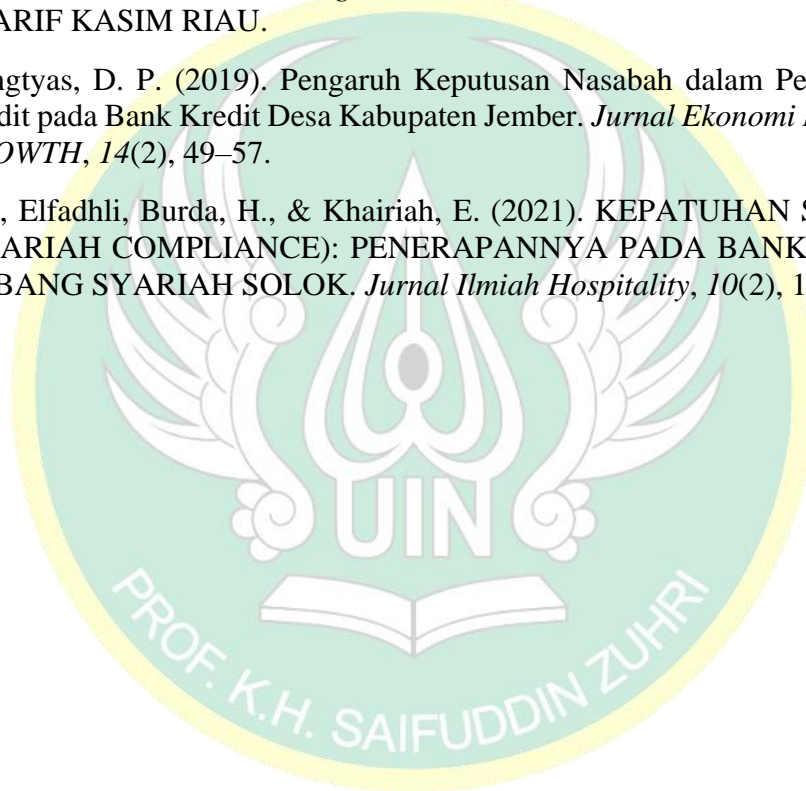 ARIF KASIM RIAU.
ngtyas, D. P. (2019). Pengaruh Keputusan Nasabah dalam Pe
dit pada Bank Kredit Desa Kabupaten Jember. Jurnal Ekonomi
OWTH, 14(2), 49–57.
, Elfadhli, Burda, H., & Khairiah, E. (2021). KEPATUHAN S
ARIAH COMPLIANCE): PENERAPANNYA PADA BANK
BANG SYARIAH SOLOK. Jurnal Ilmiah Hospitality, 10(2), 1
UIN
PROF. K.H. SAIFUDDIN ZUHRI